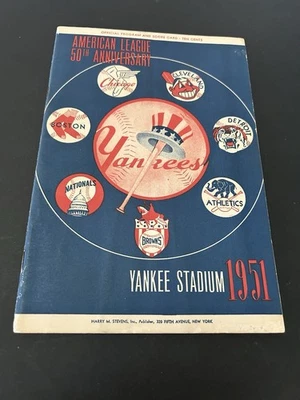 OFFICIAL PROGRAM AND SCORE CARD - TEN CENTS
AMERICAN LEAGUE
50TH ANNIVERSARY
Chicago
CLEVELAND
BOSTON
DETROIT
Yankees
NATIONALS
ATHLETICS
BROWNS
YANKEE STADIUM 1951
HARRY M. STEVENS, Inc., Publisher, 320 FIFTH AVENUE, NEW YORK